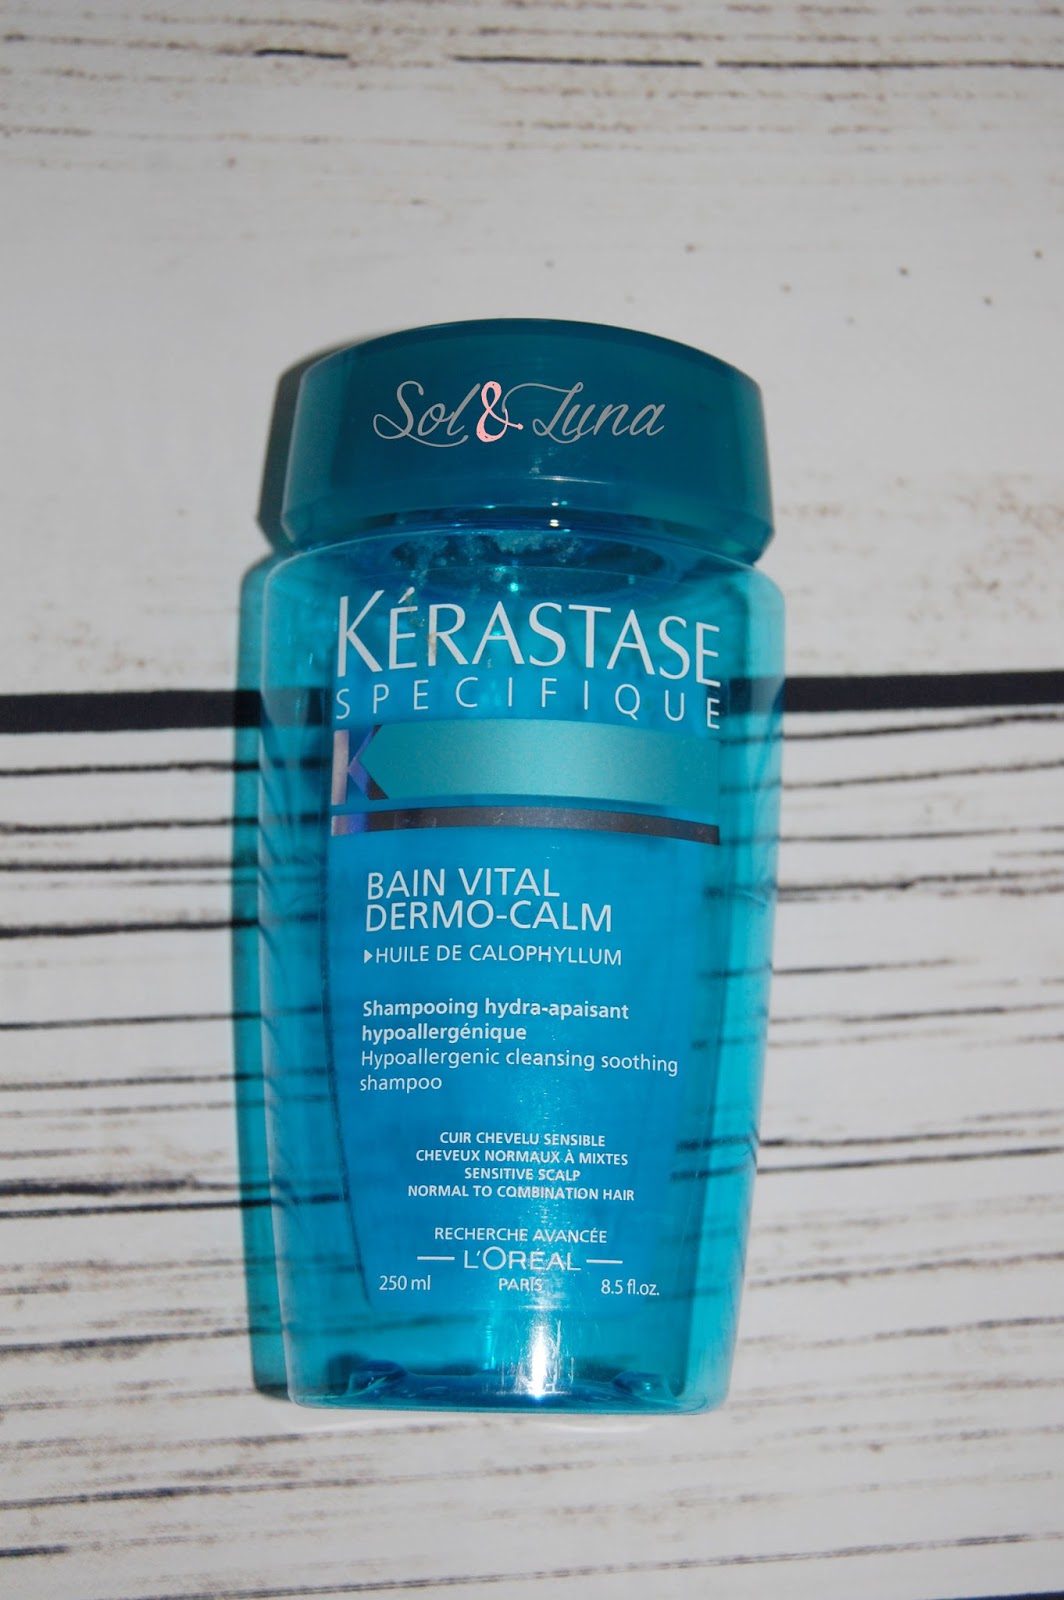 Sol & Luna
KÉRASTASE
SPECIFIQUE
K
BAIN VITAL
DERMO-CALM
HUILE DE CALOPHYLLUM
Shampooing hydra-apaisant
hypoallergénique
Hypoallergenic cleansing soothing
shampoo
CUIR CHEVELU SENSIBLE
CHEVEUX NORMAUX À MIXTES
SENSITIVE SCALP
NORMAL TO COMBINATION HAIR
RECHERCHE AVANCÉE
L'ORÉAL
250 ml PARIS 8.5 fl.oz.